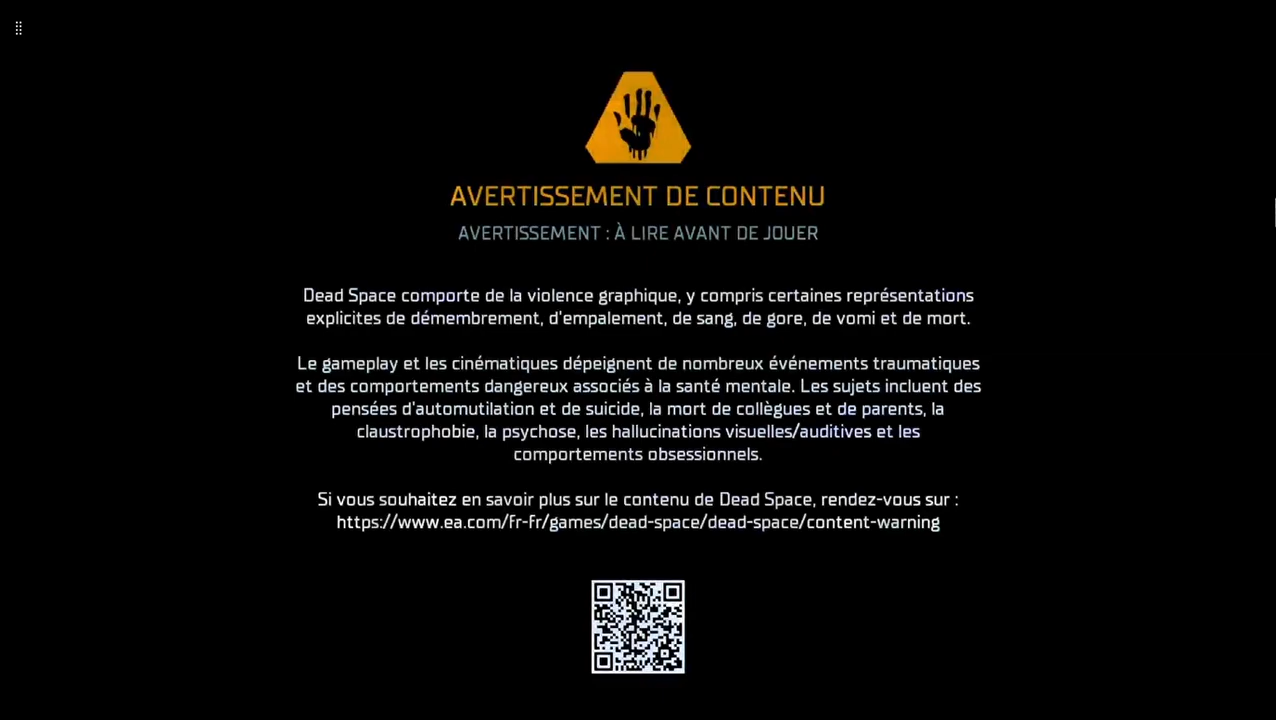 AVERTISSEMENT DE CONTENU
AVERTISSEMENT : À LIRE AVANT DE JOUER
Dead Space comporte de la violence graphique, y compris certaines représentations
explicites de démembrement, d'empalement, de sang, de gore, de vomi et de mort.
Le gameplay et les cinématiques dépeignent de nombreux événements traumatiques
et des comportements dangereux associés à la santé mentale. Les sujets incluent des
pensées d'automutilation et de suicide, la mort de collègues et de parents, la
claustrophobie, la psychose, les hallucinations visuelles/auditives et les
comportements obsessionnels.
Si vous souhaitez en savoir plus sur le contenu de Dead Space, rendez-vous sur :
https://www.ea.com/fr-fr/games/dead-space/dead-space/content-warning